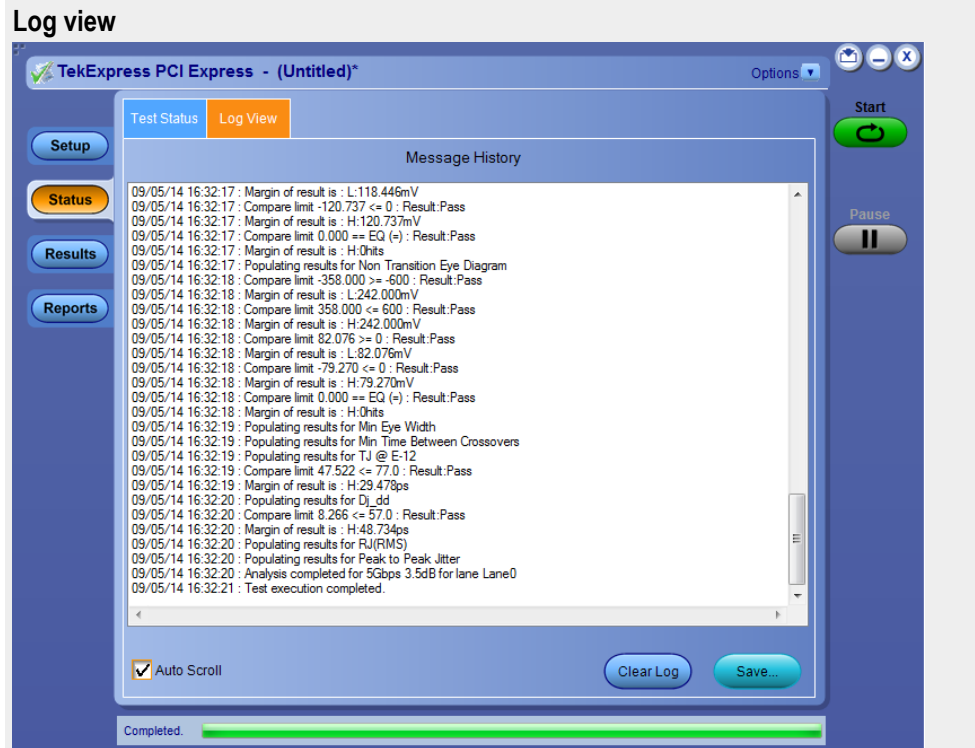 Log view
TekExpress PCI Express - (Untitled)*
Options
Test Status
Log View
Start
Setup
Message History
Status
09/05/14 16:32:17 : Margin of result is : L:118.446mV
09/05/14 16:32:17 : Compare limit -120.737 <= 0 : Result:Pass
09/05/14 16:32:17 : Margin of result is : H:120.737mV
09/05/14 16:32:17 : Compare limit 0.000 == EQ (=) : Result:Pass
09/05/14 16:32:17 : Margin of result is : H:0hits
09/05/14 16:32:17 : Populating results for Non Transition Eye Diagram
09/05/14 16:32:18 : Compare limit -358.000 >= -600 : Result:Pass
09/05/14 16:32:18 : Margin of result is : L:242.000mV
09/05/14 16:32:18 : Compare limit 358.000 <= 600 : Result:Pass
09/05/14 16:32:18 : Margin of result is : H:242.000mV
09/05/14 16:32:18 : Compare limit 82.076 >= 0 : Result:Pass
09/05/14 16:32:18 : Margin of result is : L:82.076mV
09/05/14 16:32:18 : Compare limit -79.270 <= 0 : Result:Pass
09/05/14 16:32:18 : Margin of result is : H:79.270mV
09/05/14 16:32:18 : Compare limit 0.000 == EQ (=) : Result:Pass
09/05/14 16:32:18 : Margin of result is : H:0hits
09/05/14 16:32:19 : Populating results for Min Eye Width
09/05/14 16:32:19 : Populating results for Min Time Between Crossovers
09/05/14 16:32:19 : Populating results for TJ @ E-12
09/05/14 16:32:19 : Compare limit 47.522 <= 77.0 : Result:Pass
09/05/14 16:32:19 : Margin of result is : H:29.478ps
09/05/14 16:32:20 : Populating results for Dj_dd
09/05/14 16:32:20 : Compare limit 8.266 <= 57.0 : Result:Pass
09/05/14 16:32:20 : Margin of result is : H:48.734ps
09/05/14 16:32:20 : Populating results for RJ(RMS)
09/05/14 16:32:20 : Populating results for Peak to Peak Jitter
09/05/14 16:32:20 : Analysis completed for 5Gbps 3.5dB for lane Lane0
09/05/14 16:32:21 : Test execution completed.
Pause
Results
Reports
Auto Scroll
Clear Log
Save...
Completed.